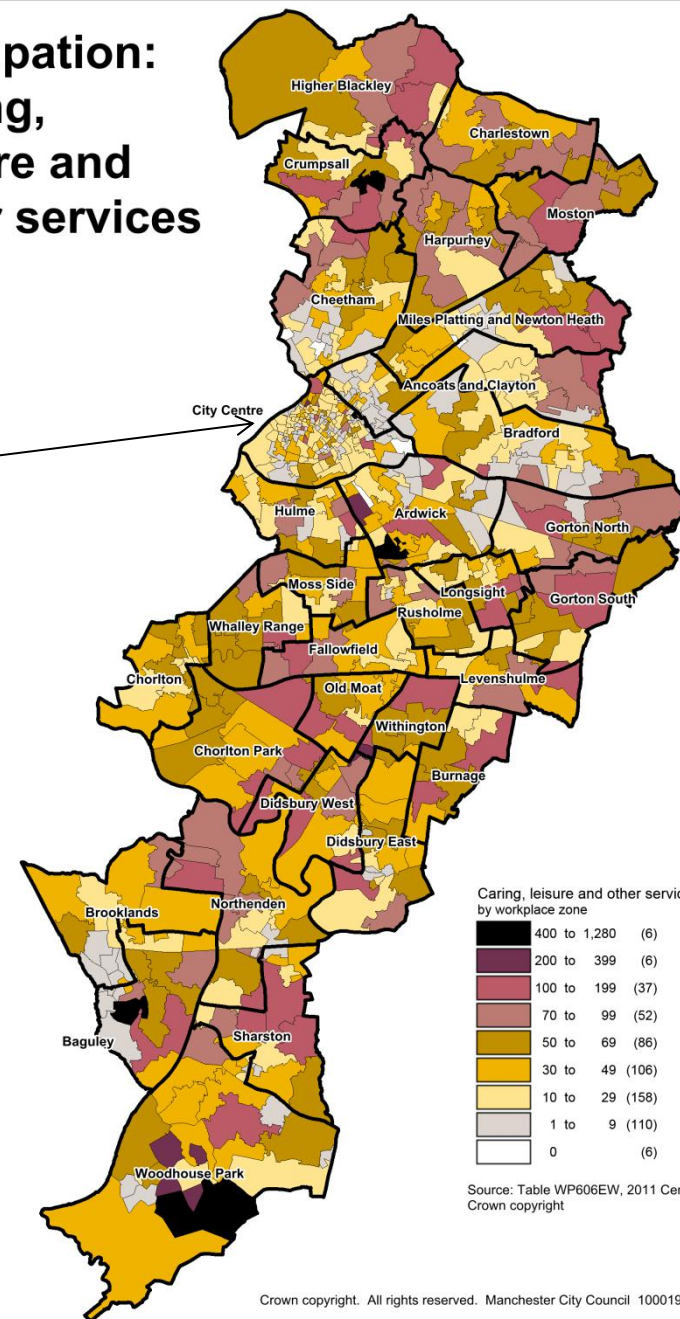 pation:
ng,
re and
r services
Higher Blackley
Charlestown
Crumpsall
Moston
Harpurhey
Cheetham
Miles Platting and Newton Heath
Ancoats and Clayton
City Centre
Bradford
Hulme
Ardwick
Gorton North
Moss Side
Longsight
Gorton South
Rusholme
Whalley Range
Fallowfield
Chorlton
Levenshulme
Old Moat
Withington
Chorlton Park
Burnage
Didsbury West
Didsbury East
Northenden
Brooklands
Caring, leisure and other servic
by workplace zone
400 to 1,280 (6)
200 to 399 (6)
100 to 199 (37)
70 to 99 (52)
50 to 69 (86)
30 to 49 (106)
10 to 29 (158)
1 to 9 (110)
0 (6)
Baguley
Sharston
Woodhouse Park
Source: Table WP606EW, 2011 Cen
Crown copyright
Crown copyright. All rights reserved. Manchester City Council 100019